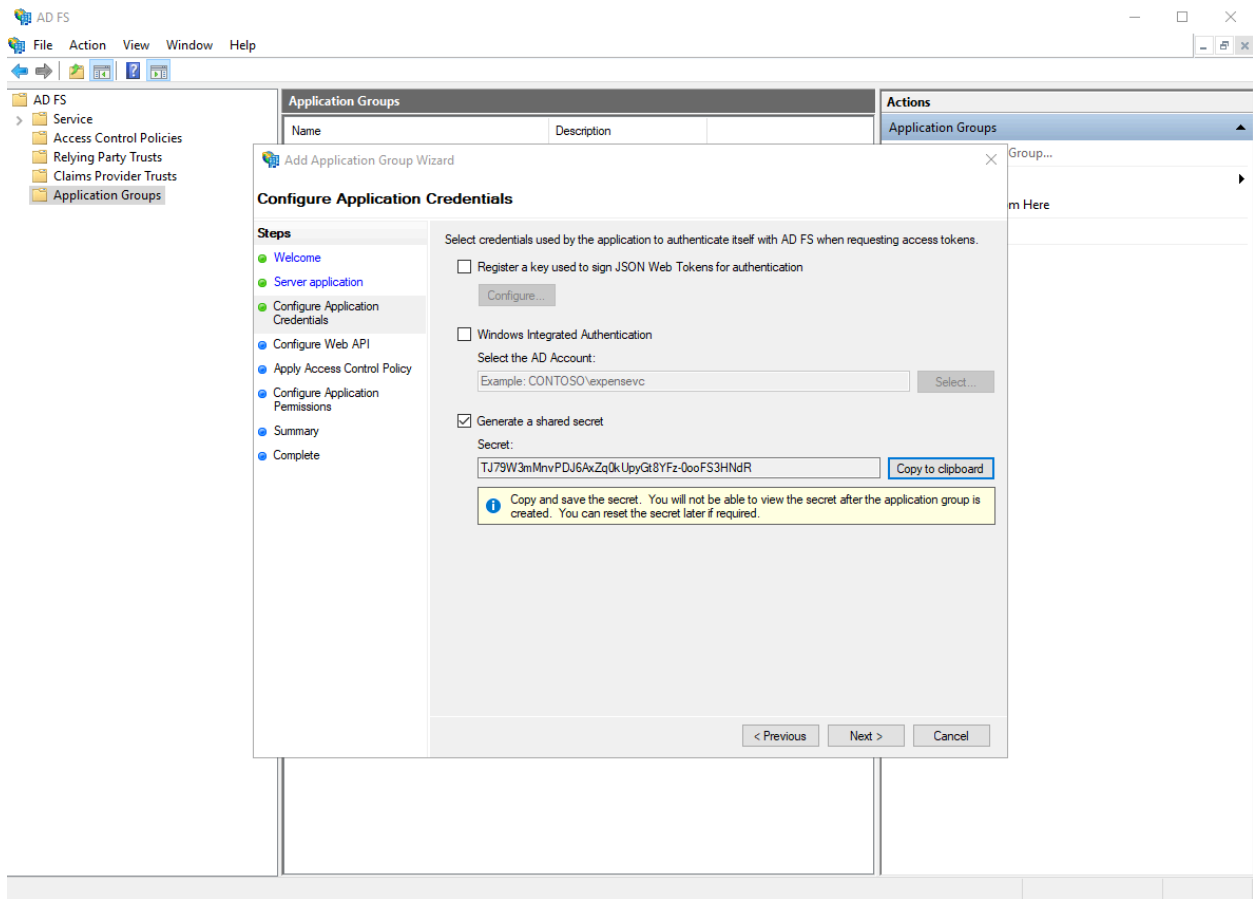 AD FS
File Action View Window Help
AD FS
Service
Access Control Policies
Relying Party Trusts
Claims Provider Trusts
Application Groups
Application Groups
Name Description
Actions
Application Groups
Group...
m Here
Add Application Group Wizard
Configure Application Credentials
Steps
Welcome
Server application
Configure Application
Credentials
Configure Web API
Apply Access Control Policy
Configure Application
Permissions
Summary
Complete
Select credentials used by the application to authenticate itself with AD FS when requesting access tokens.
Register a key used to sign JSON Web Tokens for authentication
Configure...
Windows Integrated Authentication
Select the AD Account:
Example: CONTOSO\expensevc
Select...
Generate a shared secret
Secret:
TJ79W3mMnvPDJ6AxZq0kUpyGt8YFz-0ooFS3HNdR
Copy to clipboard
Copy and save the secret. You will not be able to view the secret after the application group is
created. You can reset the secret later if required.
< Previous Next > Cancel